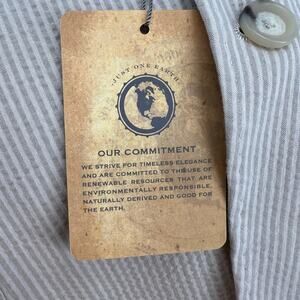 JUST ONE EARTH
OUR COMMITMENT
WE STRIVE FOR TIMELESS ELEGANCE
AND ARE COMMITTED TO THE USE OF
RENEWABLE RESOURCES THAT ARE
ENVIRONMENTALLY RESPONSIBLE,
NATURALLY DERIVED AND GOOD FOR
THE EARTH.